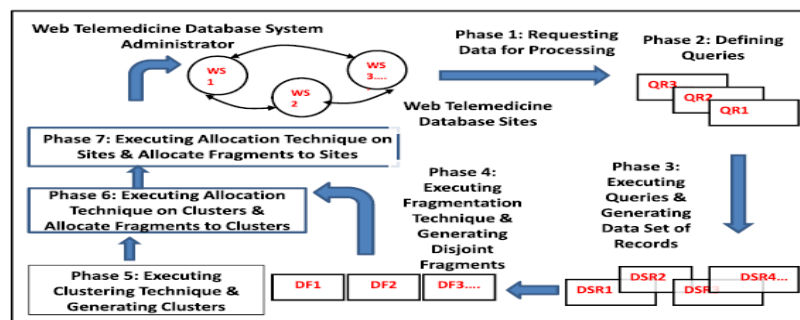 Web Telemedicine Database System
Administrator
WS
1
WS
2
WS
3....
Phase 1: Requesting
Data for Processing
Web Telemedicine
Database Sites
Phase 2: Defining
Queries
QR3
QR2
QR1
Phase 3:
Executing
Queries &
Generating
Data Set of
Records
DSR1
DSR2
DSR3
DSR4...
Phase 4:
Executing
Fragmentation
Technique &
Generating
Disjoint
Fragments
DF1
DF2
DF3....
Phase 5: Executing
Clustering Technique &
Generating Clusters
Phase 6: Executing Allocation
Technique on Clusters &
Allocate Fragments to Clusters
Phase 7: Executing Allocation Technique on
Sites & Allocate Fragments to Sites